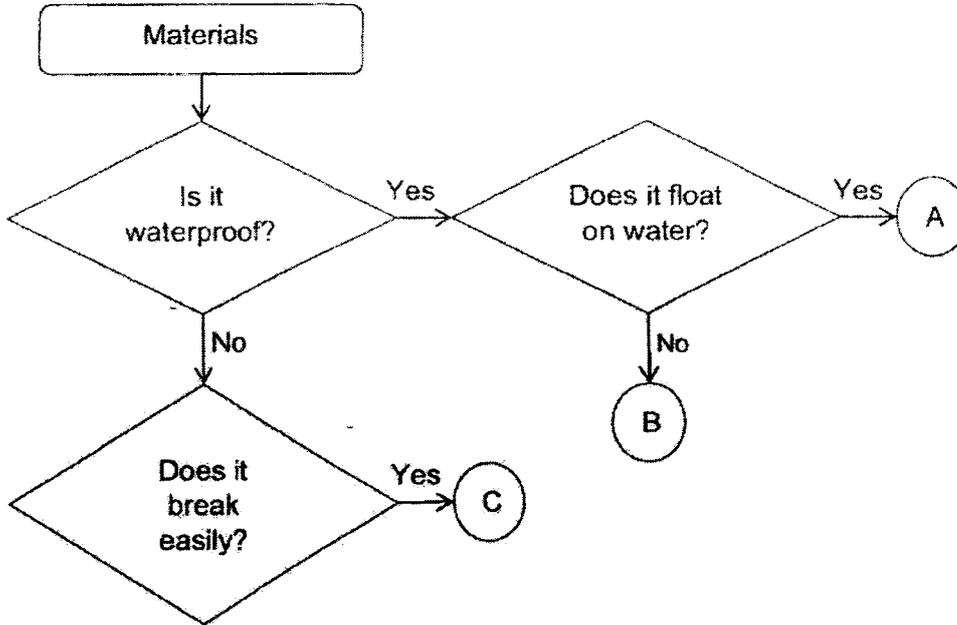 Materials
Is it
waterproof?
Yes
Does it float
on water?
Yes
A
No
No
B
Does it
break
easily?
Yes
C